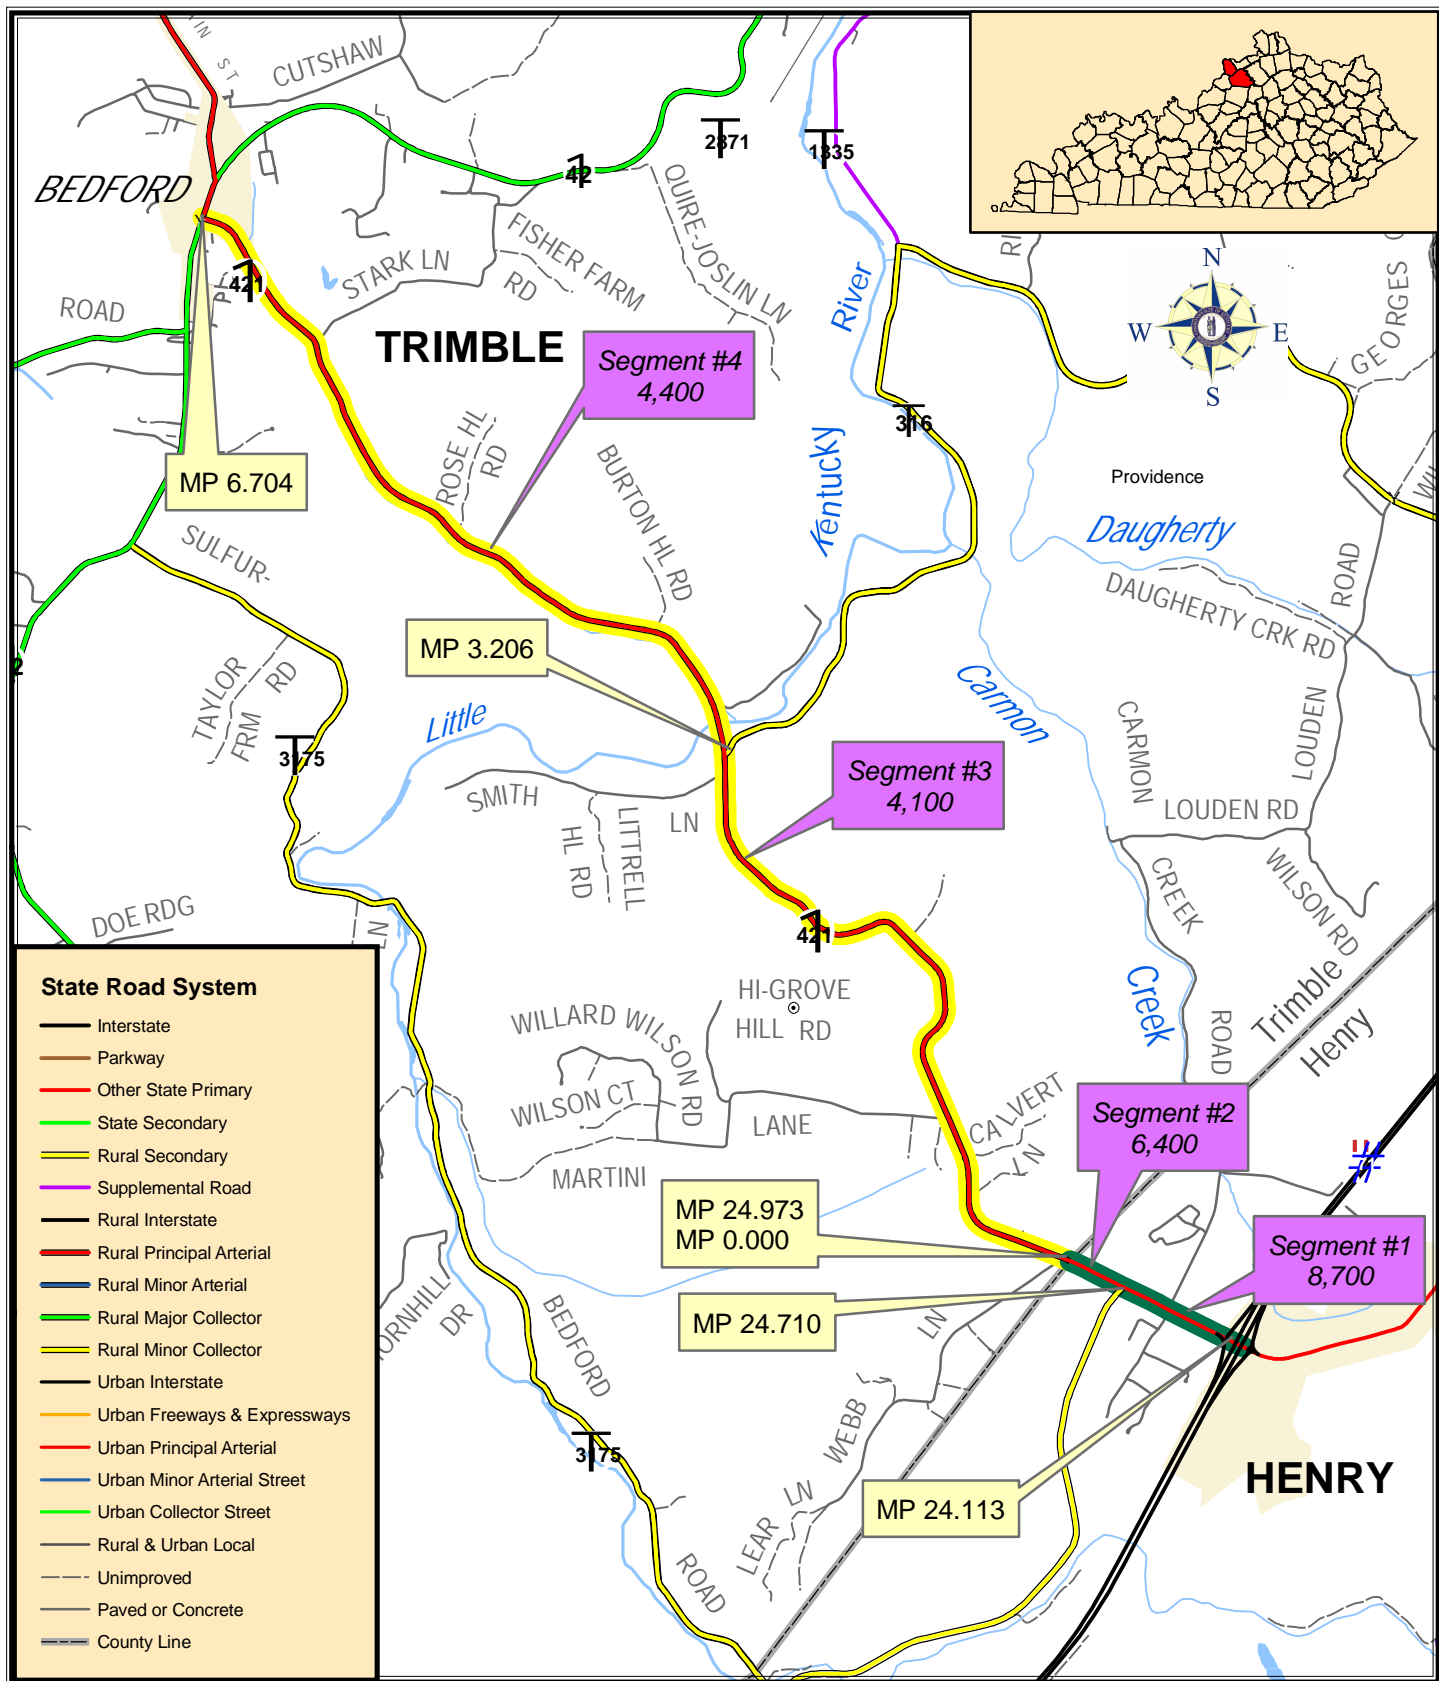 CUTSHAW
IN ST
BEDFORD
42
2871
1335
QUIRE-JOSLIN LN
FISHER FARM
RD
STARK LN
421
ROAD
TRIMBLE
River
N
W
E
S
GEORGES
Segment #4
4,400
MP 6.704
ROSE HL
RD
BURTON HL RD
316
Kentucky
Providence
Daugherty
DAUGHERTY CRK RD
ROAD
SULFUR-
MP 3.206
TAYLOR
FRM
RD
Little
3175
Carmon
CARMON
LOUDEN
LOUDEN RD
Segment #3
4,100
SMITH
LN
LITTRELL
HL RD
CREEK
WILSON RD
DOE RDG
LN
421
HI-GROVE
HILL RD
WILLARD WILSON RD
WILSON CT
LANE
MARTINI
Creek
ROAD
Trimble
Henry
CALVERT
LN
Segment #2
6,400
MP 24.973
MP 0.000
Segment #1
8,700
MP 24.710
LN
WEBB
BEDFORD
DR
3175
ROAD
LEAR
LN
MP 24.113
HENRY
State Road System
Interstate
Parkway
Other State Primary
State Secondary
Rural Secondary
Supplemental Road
Rural Interstate
Rural Principal Arterial
Rural Minor Arterial
Rural Major Collector
Rural Minor Collector
Urban Interstate
Urban Freeways & Expressways
Urban Principal Arterial
Urban Minor Arterial Street
Urban Collector Street
Rural & Urban Local
Unimproved
Paved or Concrete
County Line